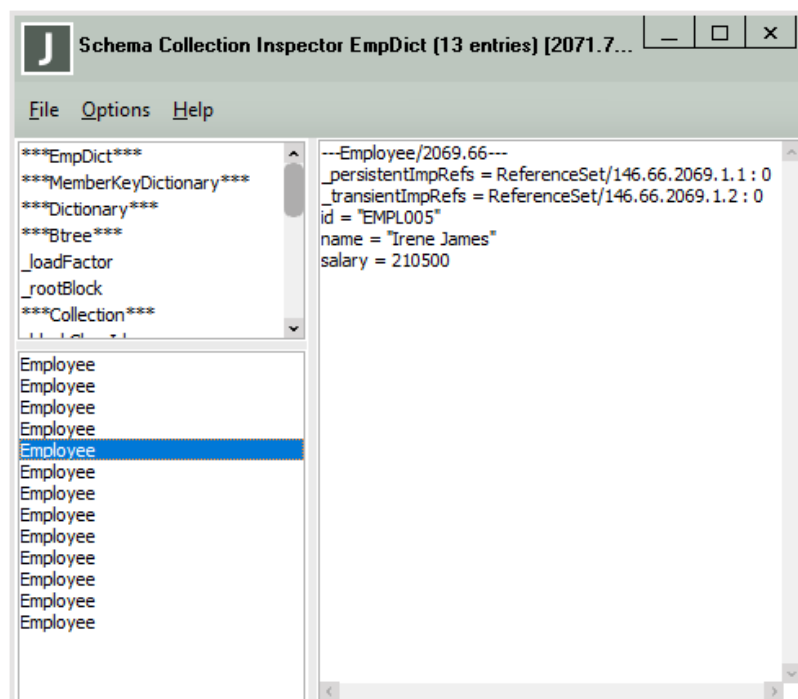 J
Schema Collection Inspector EmpDict (13 entries) [2071.7...
File Options Help
***EmpDict***
***MemberKeyDictionary***
***Dictionary***
***Btree***
_loadFactor
_rootBlock
***Collection***
Employee
Employee
Employee
Employee
Employee
Employee
Employee
Employee
Employee
Employee
Employee
Employee
Employee
---Employee/2069.66---
_persistentImpRefs = ReferenceSet/146.66.2069.1.1 : 0
_transientImpRefs = ReferenceSet/146.66.2069.1.2 : 0
id = "EMPL005"
name = "Irene James"
salary = 210500